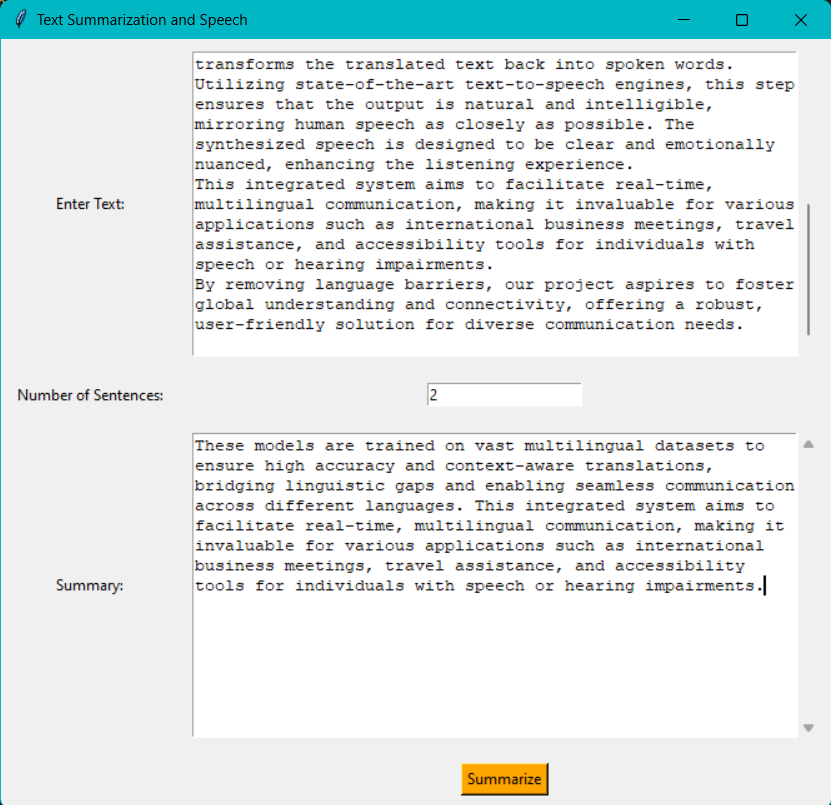 Text Summarization and Speech
transforms the translated text back into spoken words.
Utilizing state-of-the-art text-to-speech engines, this step
ensures that the output is natural and intelligible,
mirroring human speech as closely as possible. The
synthesized speech is designed to be clear and emotionally
nuanced, enhancing the listening experience.
This integrated system aims to facilitate real-time,
Enter Text:
multilingual communication, making it invaluable for various
applications such as international business meetings, travel
assistance, and accessibility tools for individuals with
speech or hearing impairments.
By removing language barriers, our project aspires to foster
global understanding and connectivity, offering a robust,
user-friendly solution for diverse communication needs.
Number of Sentences:
2
These models are trained on vast multilingual datasets to
ensure high accuracy and context-aware translations,
bridging linguistic gaps and enabling seamless communication
across different languages. This integrated system aims to
facilitate real-time, multilingual communication, making it
invaluable for various applications such as international
business meetings, travel assistance, and accessibility
Summary:
tools for individuals with speech or hearing impairments.
Summarize